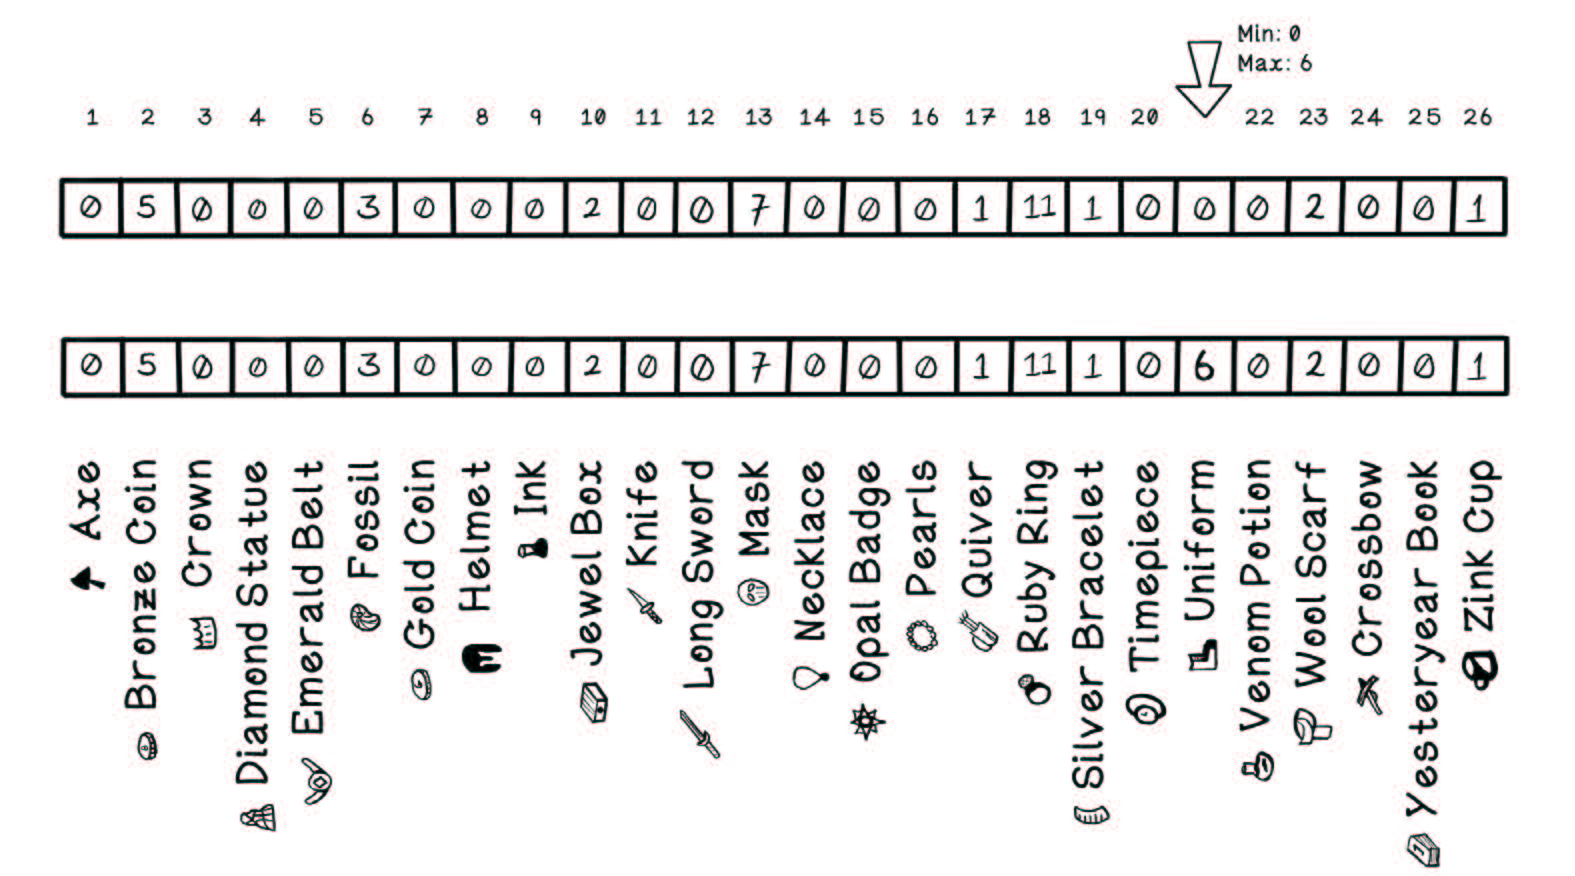 Min: 0
Max: 6
1 2 3 4 5 6 7 8 9 10 11 12 13 14 15 16 17 18 19 20 22 23 24 25 26
0 5 0 0 0 3 0 0 0 2 0 0 7 0 0 0 1 11 1 0 0 0 2 0 0 1
0 5 0 0 0 3 0 0 0 2 0 0 7 0 0 0 1 11 1 0 6 0 2 0 0 1
Axe
Bronze Coin
Crown
Diamond Statue
Emerald Belt
Fossil
Gold Coin
Helmet
Ink
Jewel Box
Knife
Long Sword
Mask
Necklace
Opal Badge
Pearls
Quiver
Ruby Ring
Silver Bracelet
Timepiece
Uniform
Venom Potion
Wool Scarf
Crossbow
Yesteryear Book
Zink Cup